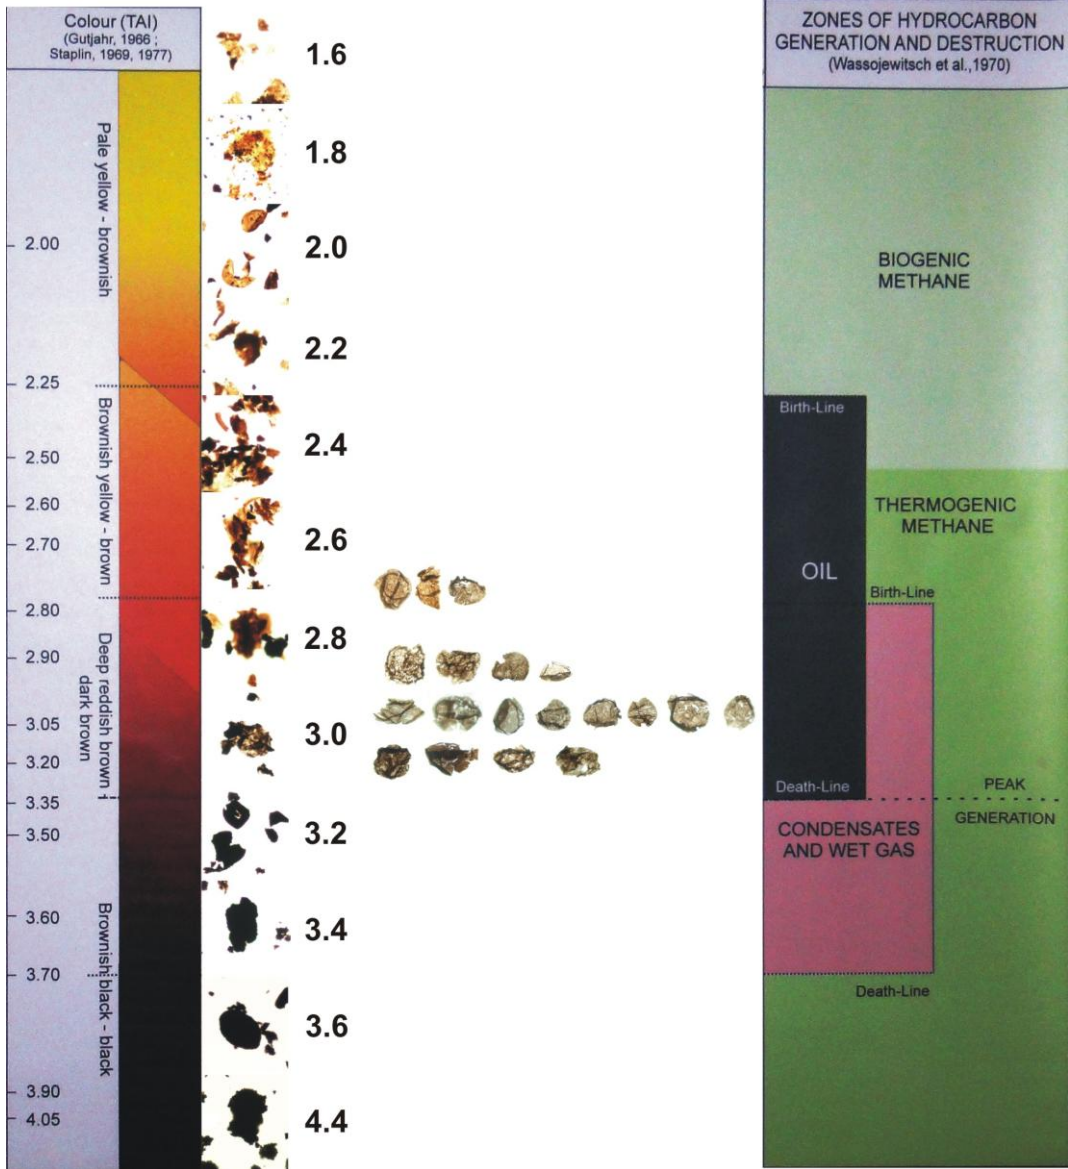 Colour (TAI)
(Gutjahr, 1966 ;
Staplin, 1969, 1977)
2.00
2.25
2.50
2.60
2.70
2.80
2.90
3.05
3.20
3.35
3.50
3.60
3.70
3.90
4.05
Pale yellow - brownish
Brownish yellow - brown
Deep reddish brown -
dark brown
Brownish black - black
1.6
1.8
2.0
2.2
2.4
2.6
2.8
3.0
3.2
3.4
3.6
4.4
ZONES OF HYDROCARBON
GENERATION AND DESTRUCTION
(Wassojewitsch et al.,1970)
BIOGENIC
METHANE
Birth-Line
THERMOGENIC
METHANE
OIL
Birth-Line
Death-Line
PEAK
GENERATION
CONDENSATES
AND WET GAS
Death-Line